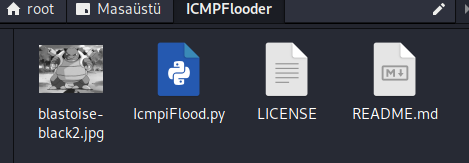 root Masaüstü ICMPFlooder
blastoise-
black2.jpg
IcmpiFlood.py
LICENSE
README.md